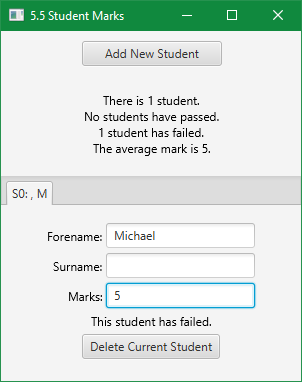 5.5 Student Marks
Add New Student
There is 1 student.
No students have passed.
1 student has failed.
The average mark is 5.
S0: , M
Forename: Michael
Surname:
Marks: 5
This student has failed.
Delete Current Student